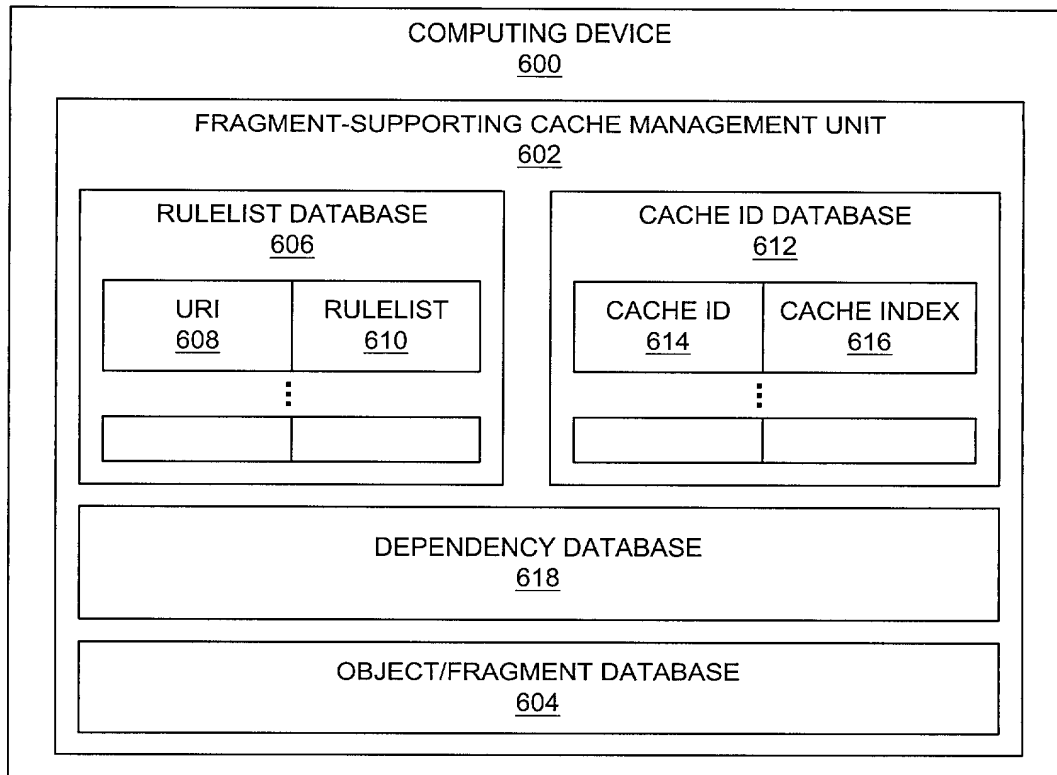 COMPUTING DEVICE
600
FRAGMENT-SUPPORTING CACHE MANAGEMENT UNIT
602
RULELIST DATABASE
606
URI
608
RULELIST
610
CACHE ID DATABASE
612
CACHE ID
614
CACHE INDEX
616
DEPENDENCY DATABASE
618
OBJECT/FRAGMENT DATABASE
604